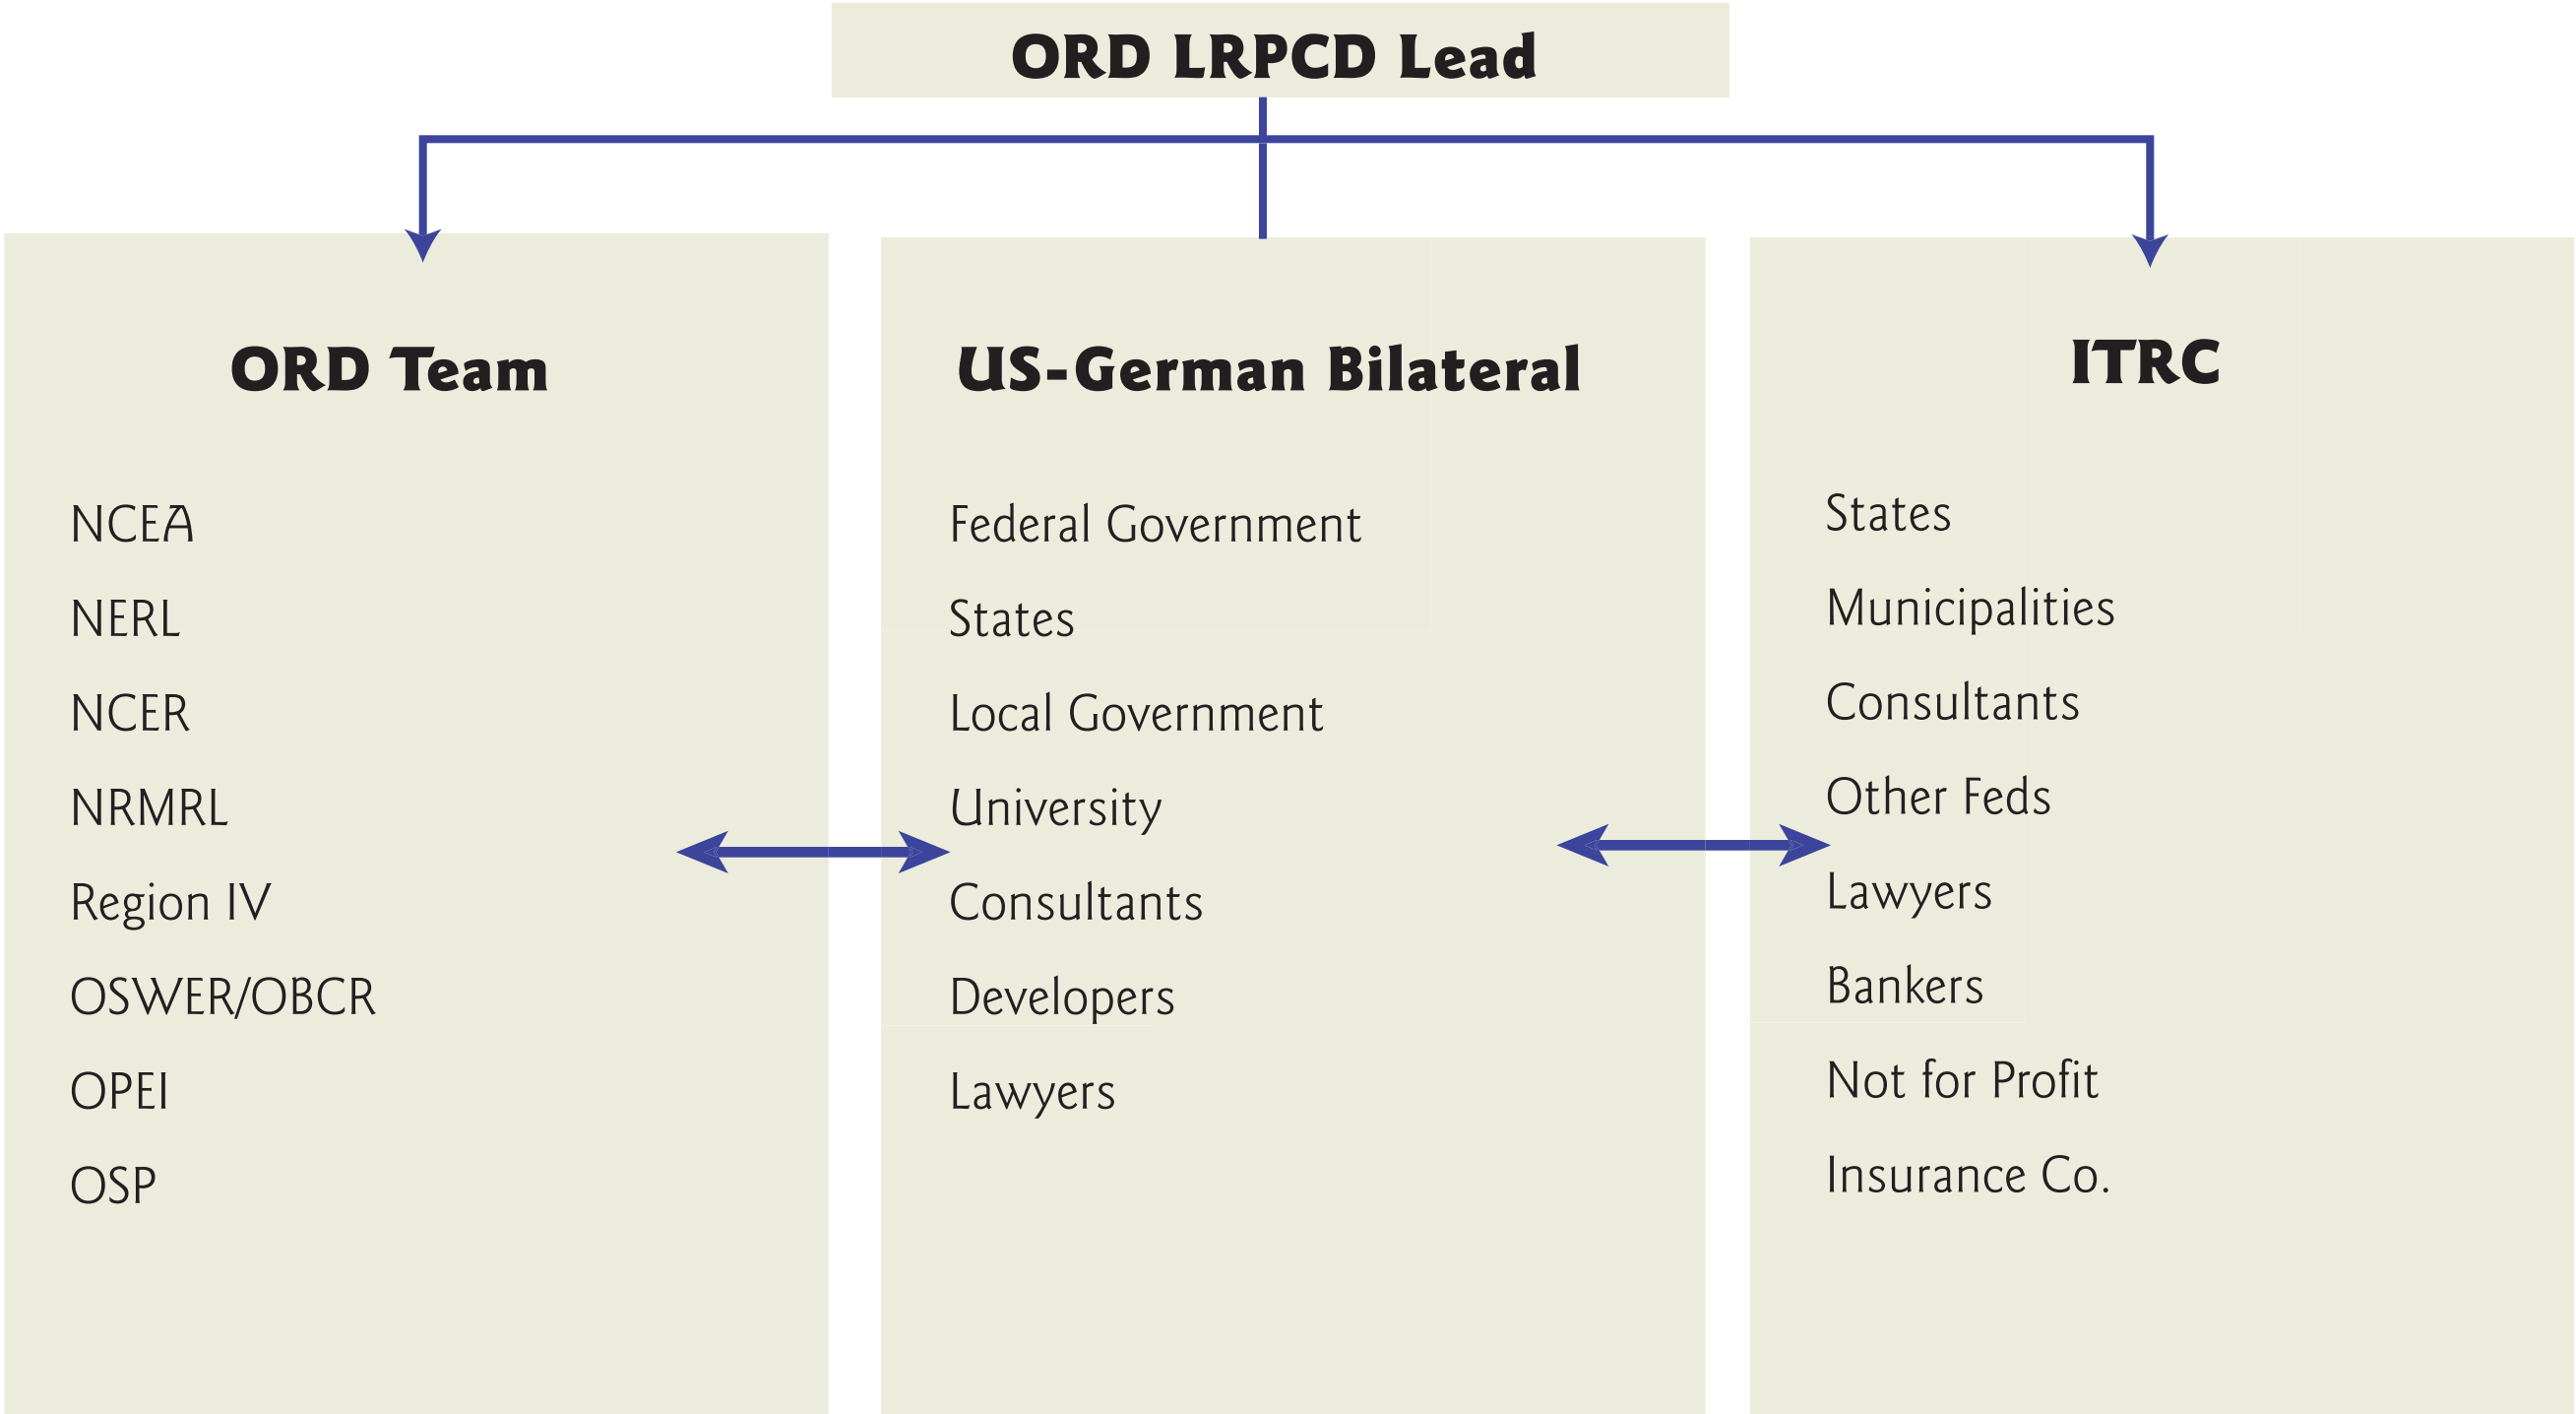 ORD LRPCD Lead
ORD Team
NCEA
NERL
NCER
NRMRL
Region IV
OSWER/OBCR
OPEI
OSP
US-German Bilateral
Federal Government
States
Local Government
University
Consultants
Developers
Lawyers
ITRC
States
Municipalities
Consultants
Other Feds
Lawyers
Bankers
Not for Profit
Insurance Co.